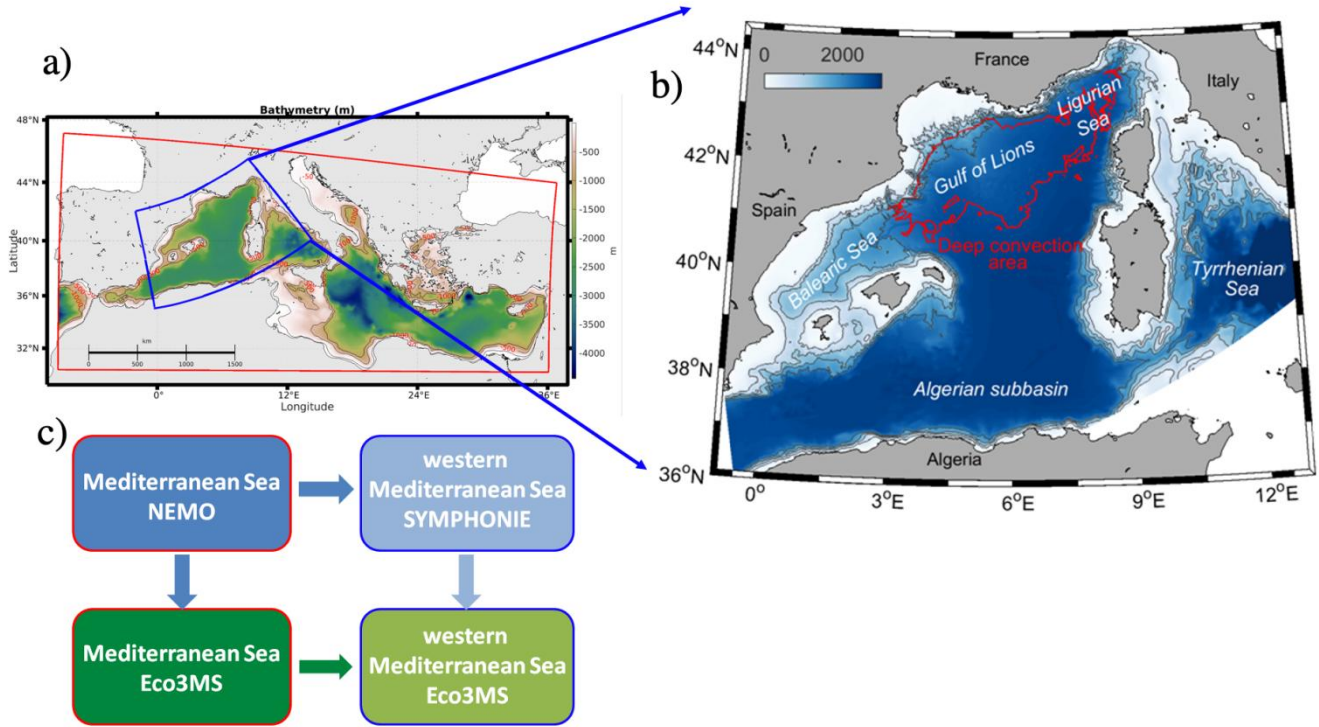 a)
Bathymetry (m)
48°N
44°N
40°N
36°N
32°N
Latitude
km
0 500 1000 1500
0° 12°E 24°E 36°E
Longitude
-500
-1000
-1500
-2000
-2500
-3000
-3500
-4000
m
b)
0 2000
44°N
42°N
40°N
38°N
36°N
0° 3°E 6°E 9°E 12°E
France
Italy
Spain
Algeria
Ligurian
Sea
Gulf of Lions
Balearic Sea
Deep convection
area
Tyrrhenian
Sea
Algerian subbasin
c)
Mediterranean Sea
NEMO
western
Mediterranean Sea
SYMPHONIE
Mediterranean Sea
Eco3MS
western
Mediterranean Sea
Eco3MS